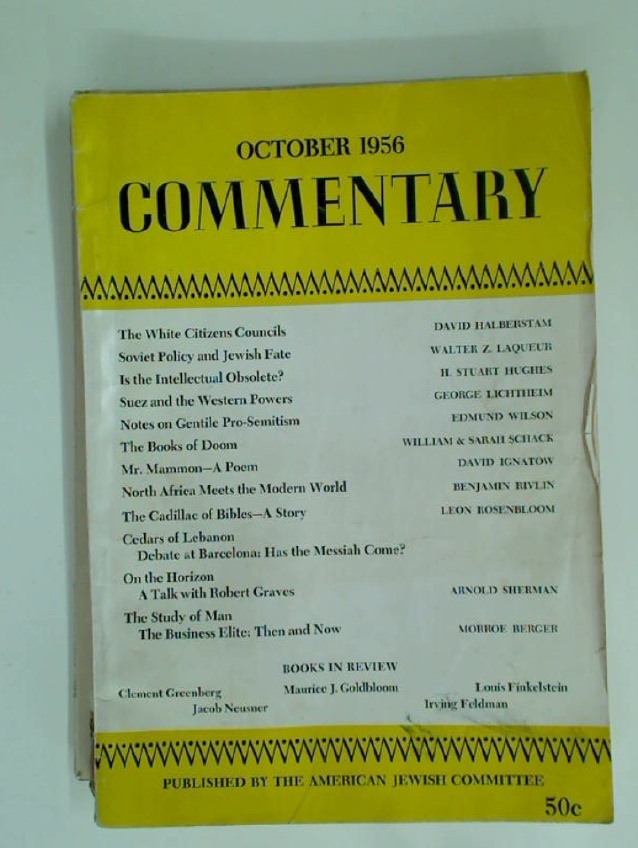 OCTOBER 1956
COMMENTARY
The White Citizens Councils DAVID HALBERSTAM
Soviet Policy and Jewish Fate WALTER Z. LAQUEUR
Is the Intellectual Obsolete? H. STUART HUGHES
Suez and the Western Powers GEORGE LICHTHEIM
Notes on Gentile Pro-Semitism EDMUND WILSON
The Books of Doom WILLIAM & SARAH SCHACK
Mr. Mammon—A Poem DAVID IGNATOW
North Africa Meets the Modern World BENJAMIN RIVLIN
The Cadillac of Bibles—A Story LEON ROSENBLOOM
Cedars of Lebanon
Debate at Barcelona: Has the Messiah Come?
On the Horizon
A Talk with Robert Graves ARNOLD SHERMAN
The Study of Man
The Business Elite: Then and Now MORROE BERGER
BOOKS IN REVIEW
Clement Greenberg Maurice J. Goldbloom Louis Finkelstein
Jacob Neusner Irving Feldman
PUBLISHED BY THE AMERICAN JEWISH COMMITTEE
50c